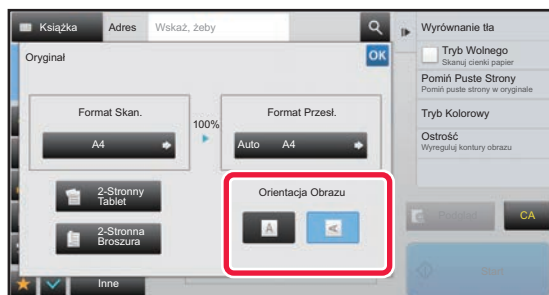 Książka
Adres
Wskaż, żeby
Oryginał
OK
Format Skan.
A4
100%
Format Przesł.
Auto A4
2-Stronny
Tablet
2-Stronna
Broszura
Orientacja Obrazu
A
A
Inne
Wyrównanie tła
Tryb Wolnego
Skanuj cienki papier
Pomiń Puste Strony
Pomiń puste strony w oryginale
Tryb Kolorowy
Ostrość
Wyreguluj kontury obrazu
CA